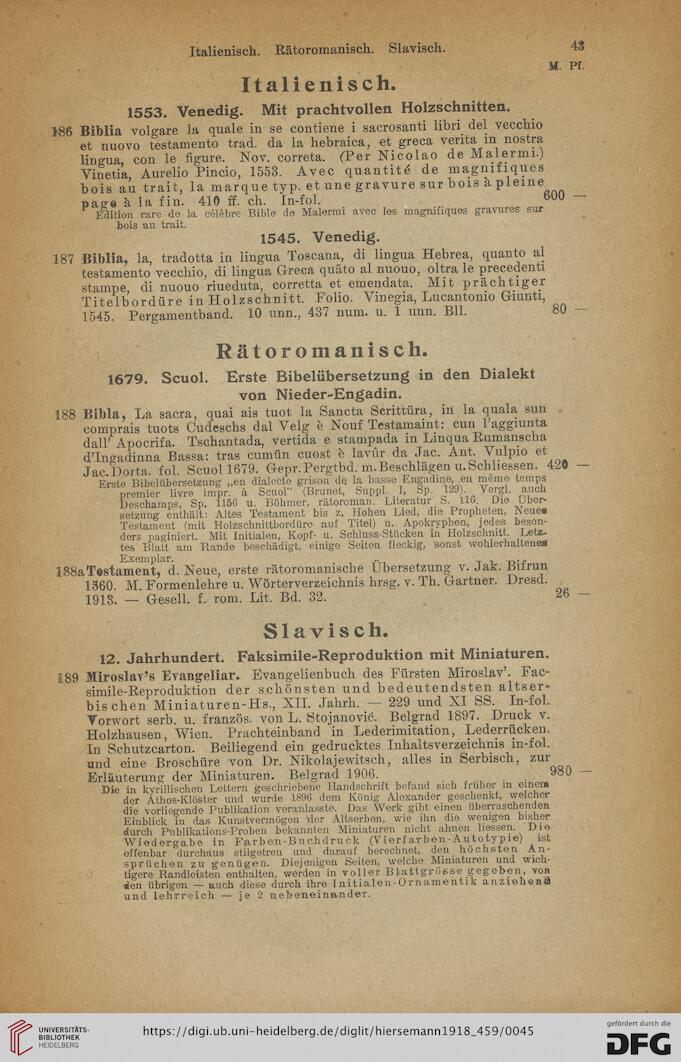 Italienisch. Rätoromanisch. Slavisch. 43
M. Pf.
Italienisch.
1553. Venedig. Mit prachtvollen Holzschnitten.
186 Biblia volgare la quale in se contiene i sacrosanti libri del vecchio
et nuovo testamento trad. da la hebraica, et greca verita in nostra
lingua, con le figure. Nov. correta. (Per Nicolao de Malermi.)
Vinetia, Aurelio Pincio, 1553. Avec quantité de magnifiques
bois au trait, la marque typ. et une gravure sur bois à pleine
page à la fin. 410 ff. ch. In-fol. 600 —
Edition rare de la célèbre Bible de Malermi avec les magnifiques gravures sur
bois au trait.
1545. Venedig.
187 Biblia, la, tradotta in lingua Toscana, di lingua Hebrea, quanto al
testamento vecchio, di lingua Greca quāto al nuouo, oltra le precedenti
stampe, di nuouo riueduta, corretta et emendata. Mit prächtiger
Titelbordüre in Holzschnitt. Folio. Vinegia, Lucantonio Giunti,
1545. Pergamentband. 10 unn., 437 num. u. 1 unn. Bll. 80 —
Rätoromanisch.
1679. Scuol. Erste Bibelübersetzung in den Dialekt
von Nieder-Engadin.
188 Bibla, La sacra, quai ais tuot la Sancta Scrittüra, in la quala sun
comprais tuots Cudeschs dal Velg è Nouf Testamaint: cun l'aggiunta
dall' Apocrifa. Tschantada, vertida e stampada in Linqua Rumanscha
d'Ingadinna Bassa: tras cumün cuost è lavûr da Jac. Ant. Vulpio et
Jac. Dorta. fol. Scuol 1679. Gepr. Pergtbd. m. Beschlägen u. Schliessen. 420 —
Erste Bibelübersetzung „en dialecte grison de la basse Engadine, en même temps
premier livre impr. à Scuol" (Brunet, Suppl. I, Sp. 129). Vergl. auch
Deschamps, Sp. 1156 u. Böhmer, rätoroman. Literatur S. 116. Die Über-
setzung enthält: Altes Testament bis z. Hohen Lied, die Propheten, Neues
Testament (mit Holzschnittbordüre auf Titel) u. Apokryphen, jedes beson-
ders paginiert. Mit Initialen, Kopf- u. Schluss-Stücken in Holzschnitt. Letz-
tes Blatt am Rande beschädigt, einige Seiten fleckig, sonst wohlerhaltenes
Exemplar.
188a Testament, d. Neue, erste rätoromanische Übersetzung v. Jak. Bifrun
1560. M. Formenlehre u. Wörterverzeichnis hrsg. v. Th. Gartner. Dresd.
1913. — Gesell. f. rom. Lit. Bd. 32. 26 —
Slavisch.
12. Jahrhundert. Faksimile-Reproduktion mit Miniaturen.
189 Miroslav's Evangeliar. Evangelienbuch des Fürsten Miroslav'. Fac-
simile-Reproduktion der schönsten und bedeutendsten altser-
bischen Miniaturen-Hs., XII. Jahrh. — 229 und XI SS. In-fol.
Vorwort serb. u. französ. von L. Stojanović. Belgrad 1897. Druck v.
Holzhausen, Wien. Prachteinband in Lederimitation, Lederrücken.
In Schutzcarton. Beiliegend ein gedrucktes Inhaltsverzeichnis in-fol.
und eine Broschüre von Dr. Nikolajewitsch, alles in Serbisch, zur
Erläuterung der Miniaturen. Belgrad 1906. 980 —
Die in kyrillischen Lettern geschriebene Handschrift befand sich früher in einem
der Athos-Klöster und wurde 1896 dem König Alexander geschenkt, welcher
die vorliegende Publikation veranlasste. Das Werk gibt einen überraschenden
Einblick in das Kunstvermögen der Altserben, wie ihn die wenigen bisher
durch Publikations-Proben bekannten Miniaturen nicht ahnen liessen. Die
Wiedergabe in Farben-Buchdruck (Vierfarben-Autotypie) ist
offenbar durchaus stilgetreu und darauf berechnet, den höchsten An-
sprüchen zu genügen. Diejenigen Seiten, welche Miniaturen und wich-
tigere Randleisten enthalten, werden in voller Blattgrösse gegeben, von
den übrigen — auch diese durch ihre Initialen-Ornamentik anziehend
und lehrreich — je 2 nebeneinander.
UNIVERSITÄTS-
BIBLIOTHEK
HEIDELBERG
https://digi.ub.uni-heidelberg.de/diglit/hiersemann1918_459/0045
gefördert durch die
DFG